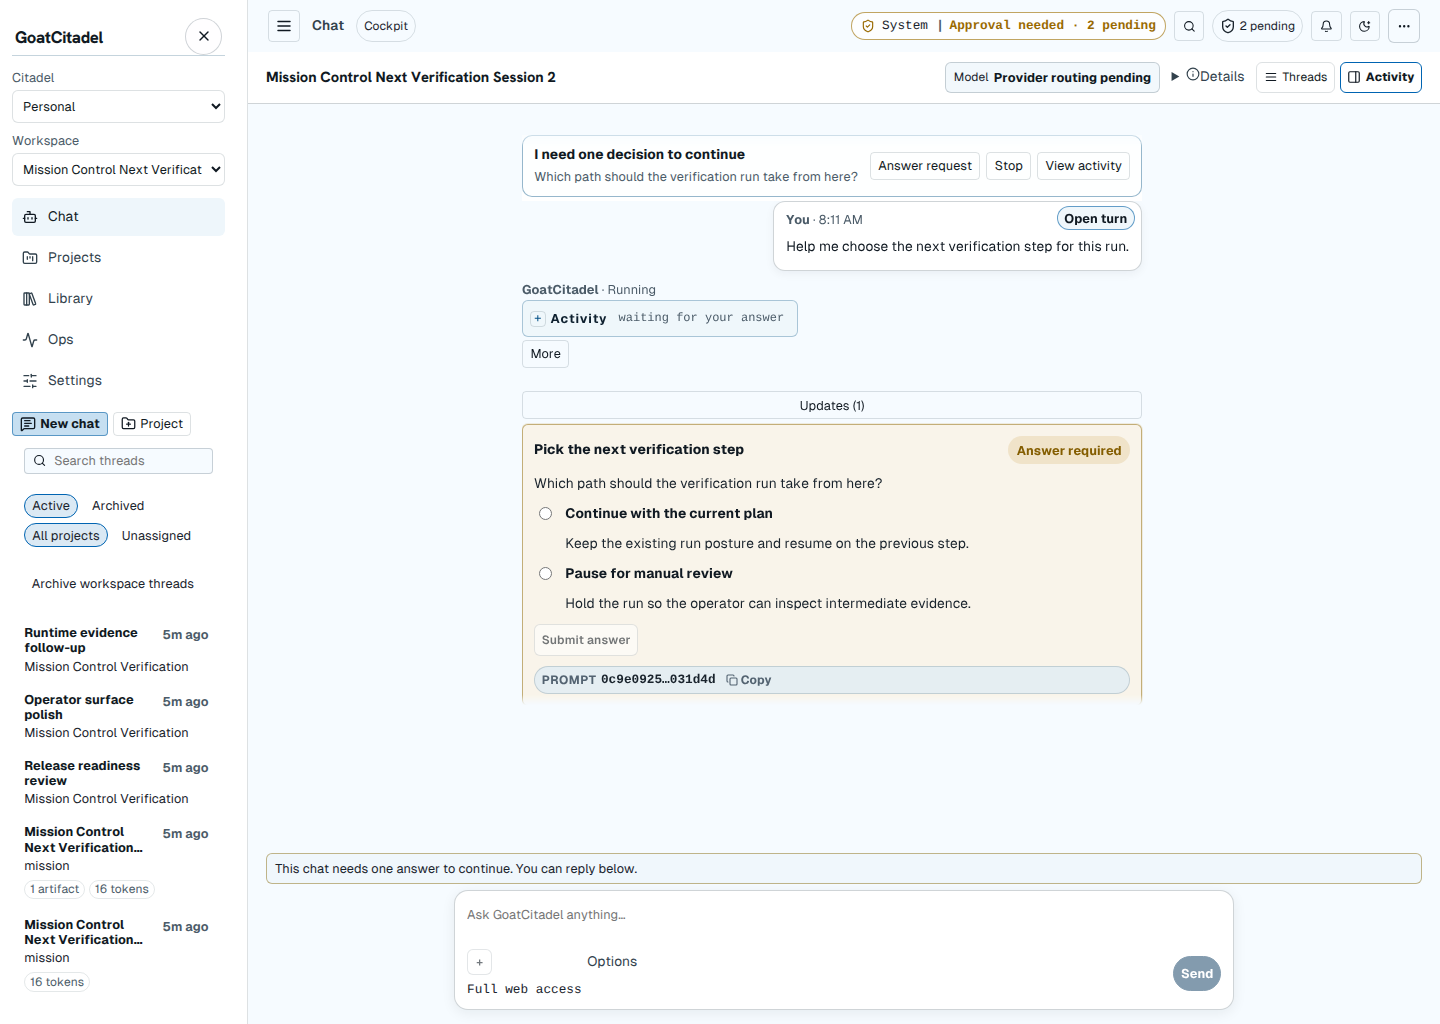 GoatCitadel
Citadel
Personal
Workspace
Mission Control Next Verificat
Chat
Projects
Library
Ops
Settings
New chat
Project
Search threads
Active
Archived
All projects
Unassigned
Archive workspace threads
Runtime evidence follow-up
5m ago
Mission Control Verification
Operator surface polish
5m ago
Mission Control Verification
Release readiness review
5m ago
Mission Control Verification
Mission Control Next Verification...
5m ago
mission
1 artifact
16 tokens
Mission Control Next Verification...
5m ago
mission
16 tokens
Chat
Cockpit
System | Approval needed · 2 pending
2 pending
Mission Control Next Verification Session 2
Model Provider routing pending
Details
Threads
Activity
I need one decision to continue
Which path should the verification run take from here?
Answer request
Stop
View activity
You · 8:11 AM
Open turn
Help me choose the next verification step for this run.
GoatCitadel · Running
+ Activity waiting for your answer
More
Updates (1)
Pick the next verification step
Answer required
Which path should the verification run take from here?
Continue with the current plan
Keep the existing run posture and resume on the previous step.
Pause for manual review
Hold the run so the operator can inspect intermediate evidence.
Submit answer
PROMPT 0c9e0925…031d4d Copy
This chat needs one answer to continue. You can reply below.
Ask GoatCitadel anything...
+
Options
Full web access
Send